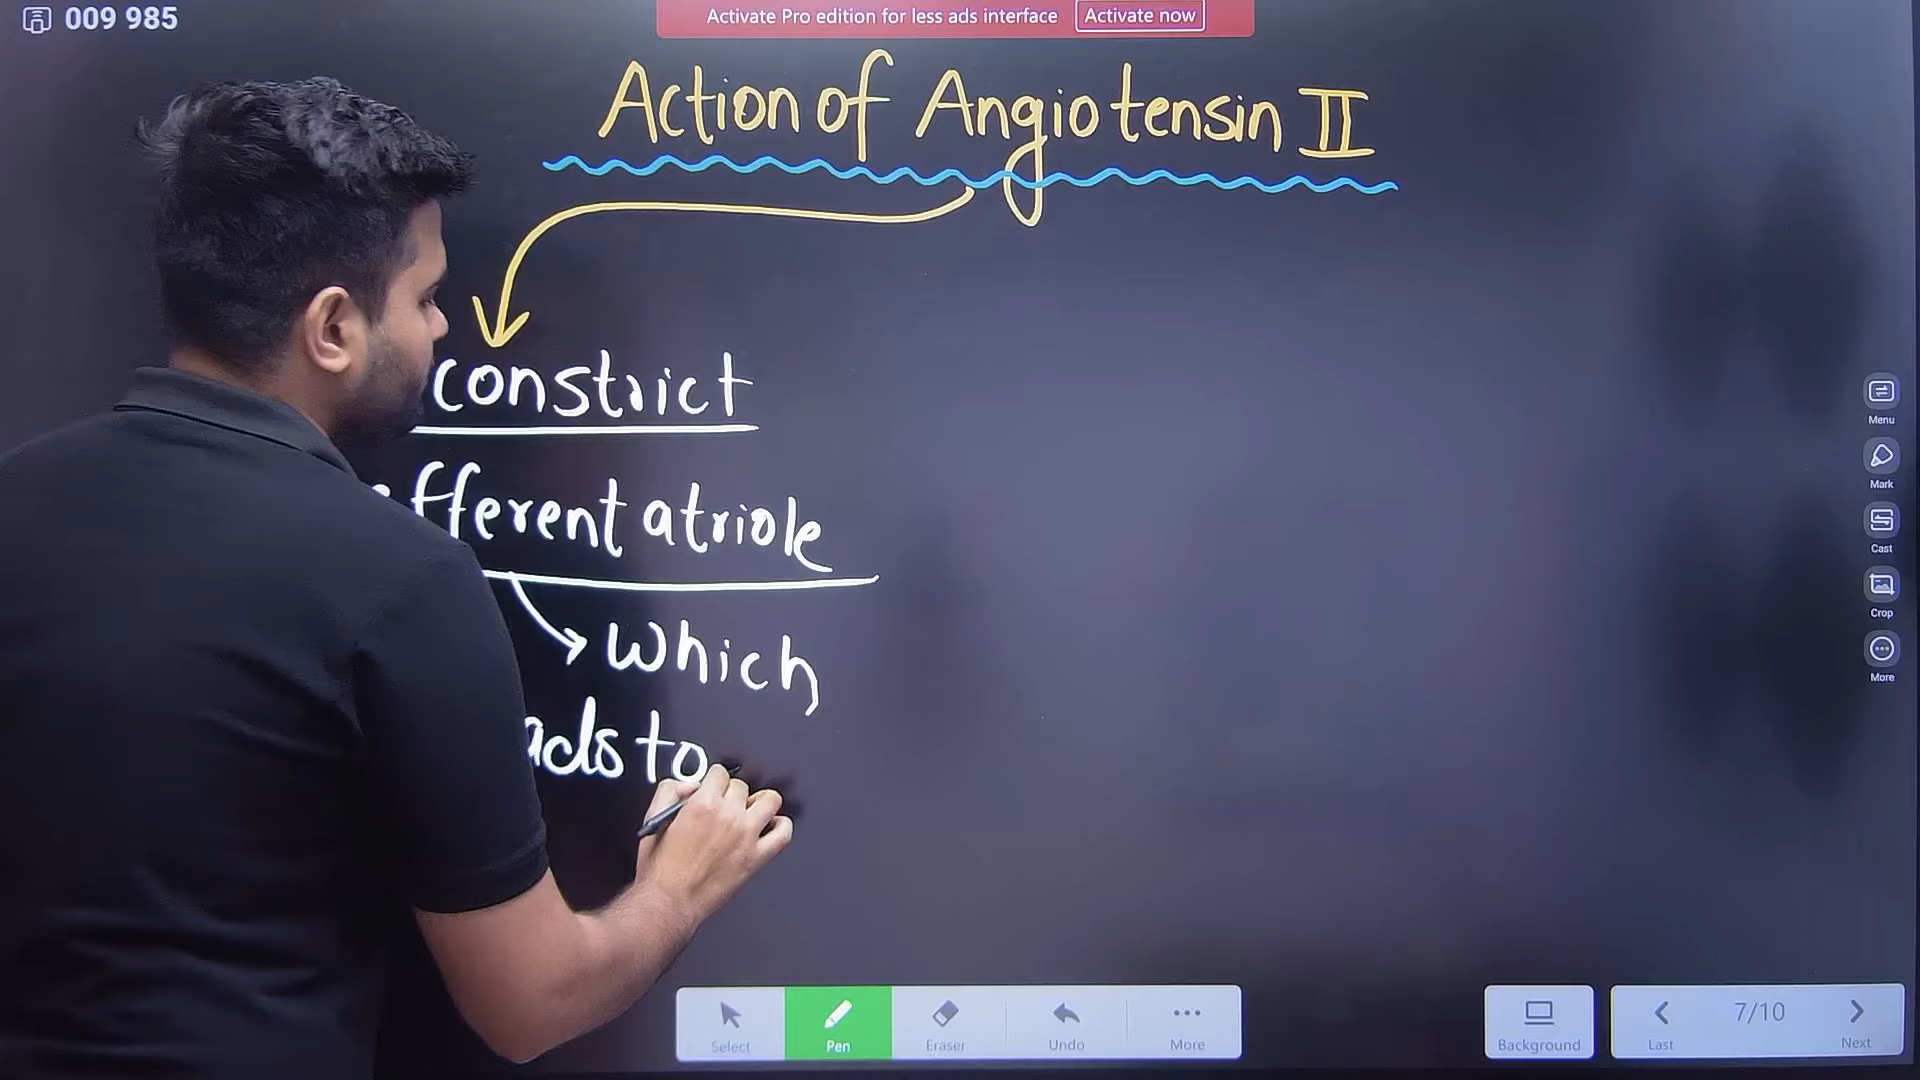 009 985
Activate Pro edition for less ads interface Activate now
Action of Angiotensin II
constrict
fferent atriole
which
ads to
Menu
Mark
Cast
Crop
More
Select
Pen
Eraser
Undo
More
Background
Last
7/10
Next